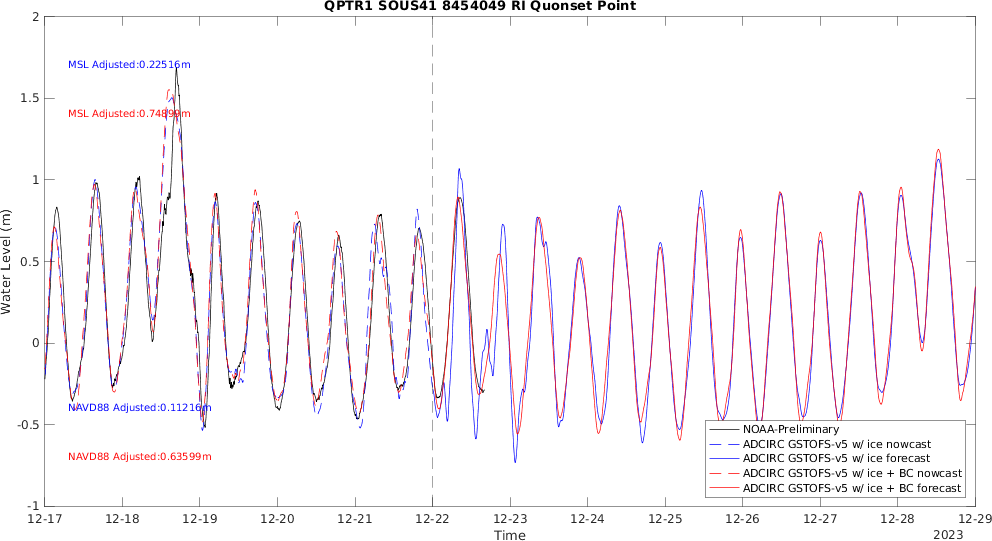 QPTR1 SOUS41 8454049 RI Quonset Point
2
1.5
1
0.5
0
-0.5
-1
Water Level (m)
MSL Adjusted:0.22516m
MSL Adjusted:0.74899m
NAVD88 Adjusted:0.11216m
NAVD88 Adjusted:0.63599m
NOAA-Preliminary
ADCIRC GSTOFS-v5 w/ ice nowcast
ADCIRC GSTOFS-v5 w/ ice forecast
ADCIRC GSTOFS-v5 w/ ice + BC nowcast
ADCIRC GSTOFS-v5 w/ ice + BC forecast
12-17 12-18 12-19 12-20 12-21 12-22 12-23 12-24 12-25 12-26 12-27 12-28 12-29
Time
2023